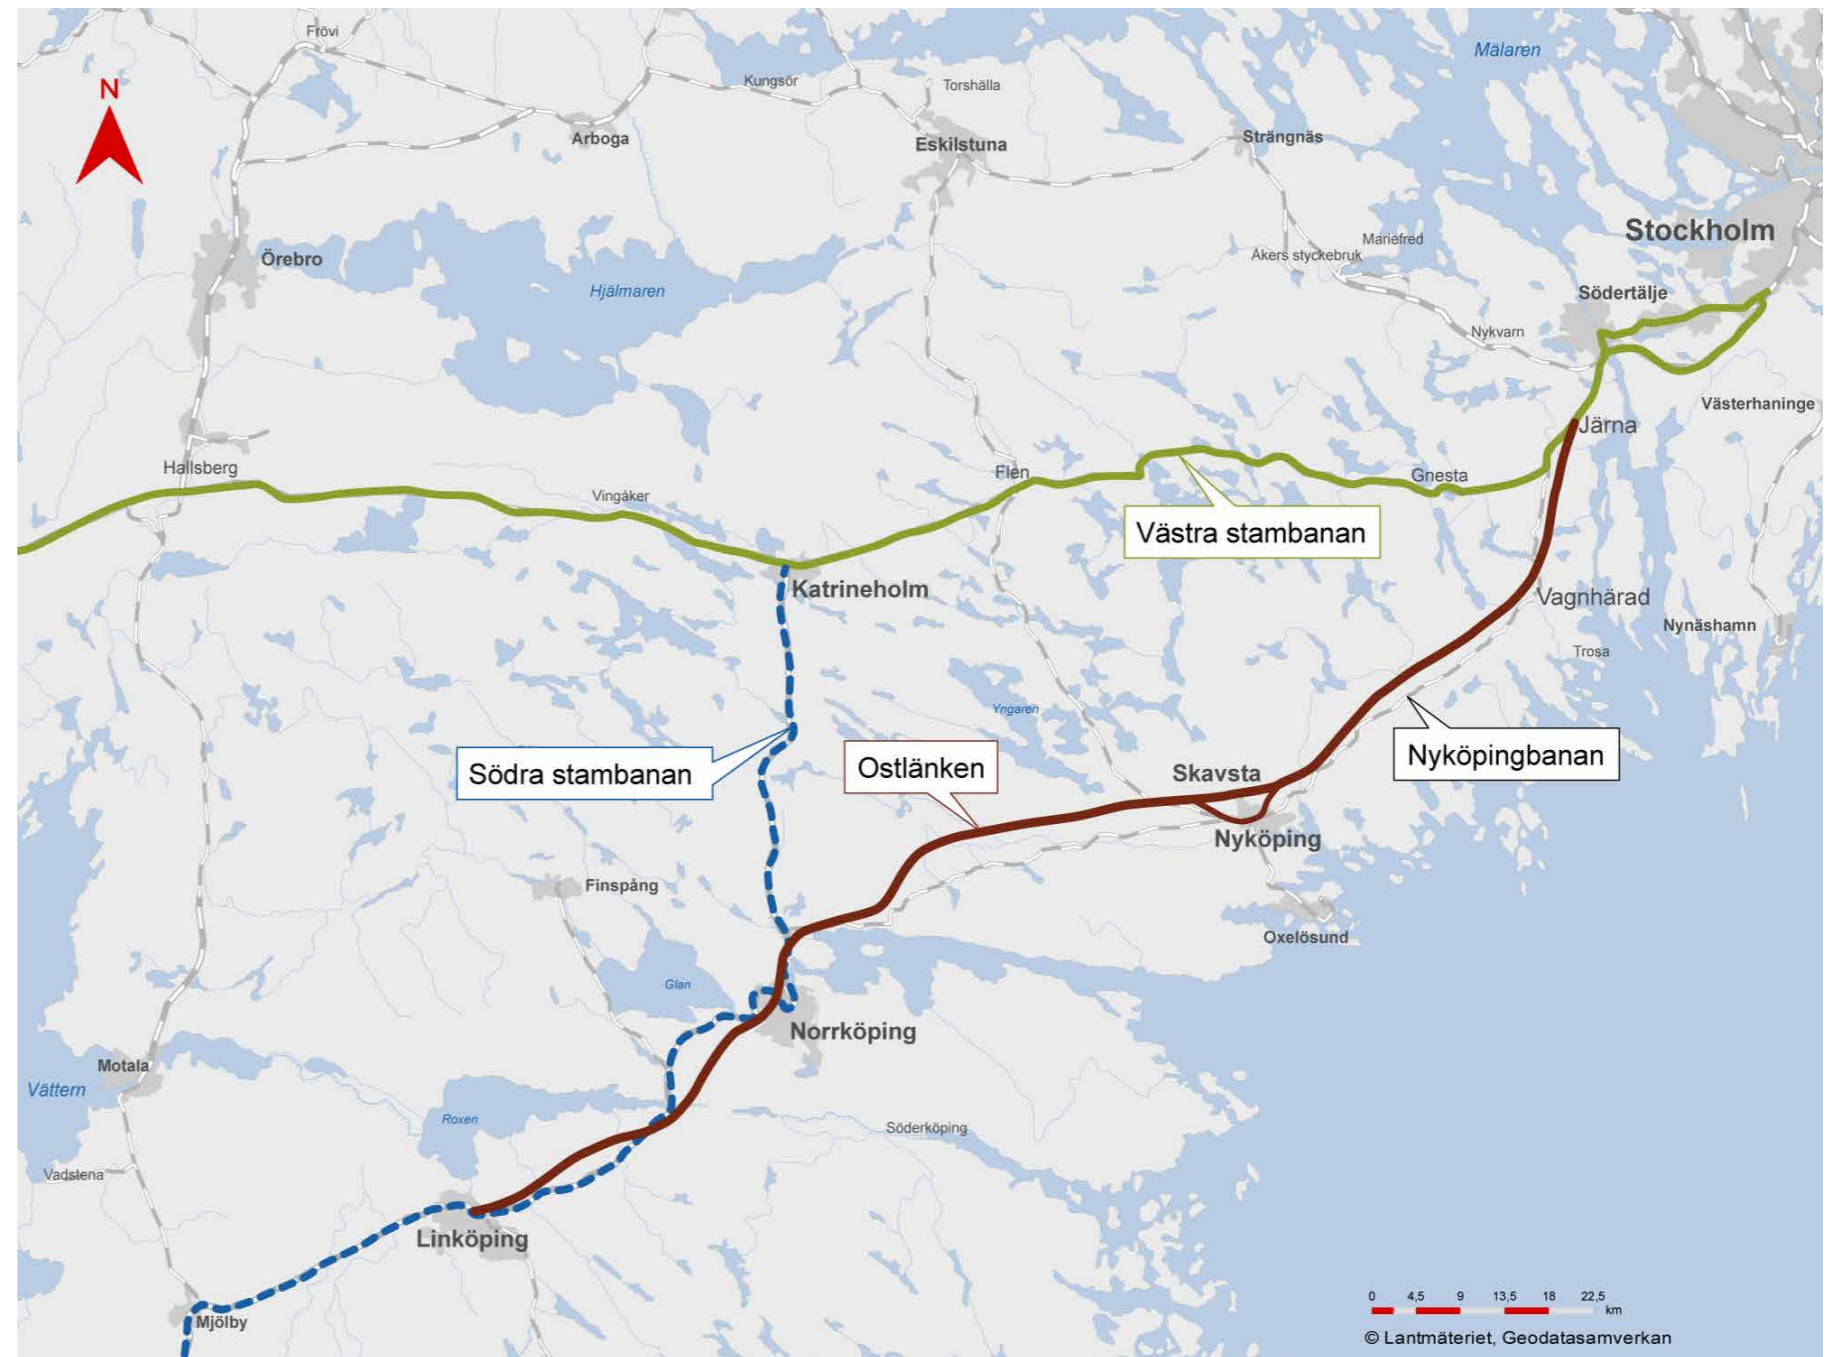 Frövi
Mälaren
N
Kungsör
Torshälla
Arboga
Eskilstuna
Strängnäs
Stockholm
Mariefred
Örebro
Akers styckebruk
Hjälmaren
Södertälje
Nykvarn
Västerhaninge
Järna
Hallsberg
Flen
Gnesta
Vingåker
Västra stambanan
Katrineholm
Vagnhärad
Nynäshamn
Trosa
Yngaren
Nyköpingbanan
Södra stambanan
Ostlänken
Skavsta
Nyköping
Finspång
Oxelösund
Glan
Norrköping
Motala
Vättern
Roxen
Söderköping
Vadstena
Linköping
0 4,5 9 13,5 18 22,5
km
Mjölby
© Lantmäteriet, Geodatasamverkan